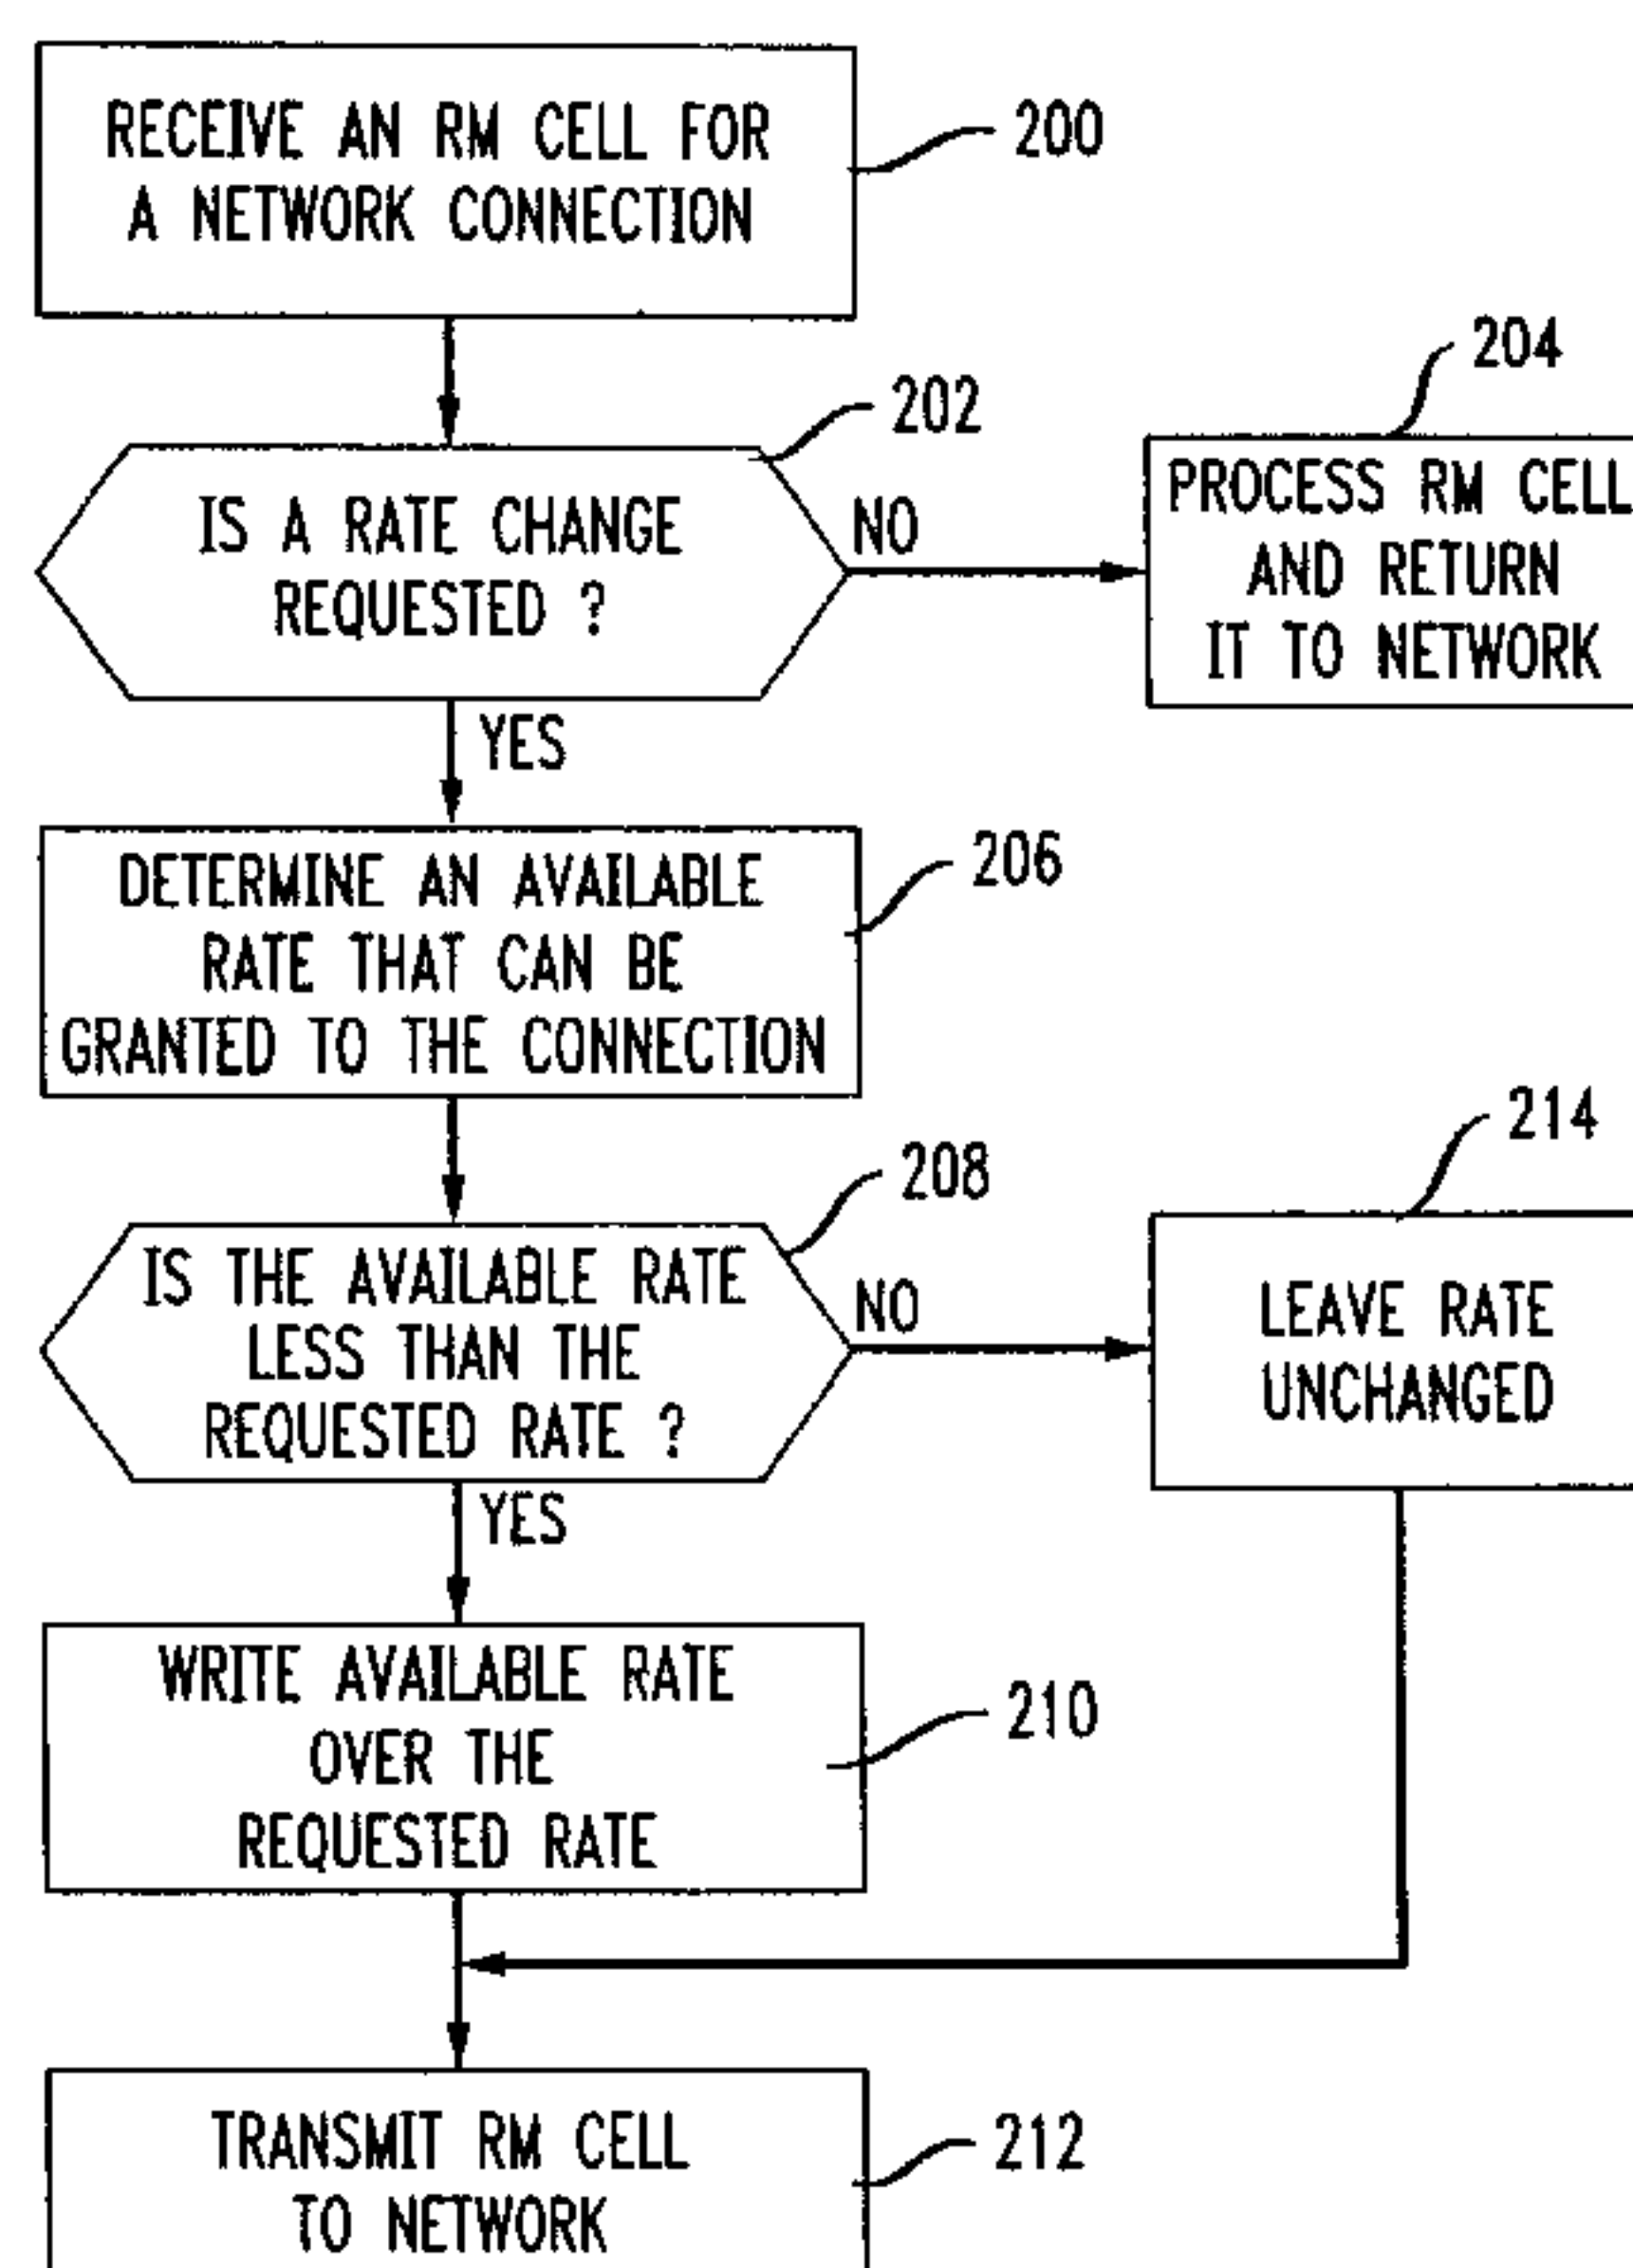 RECEIVE AN RM CELL FOR
A NETWORK CONNECTION
200
202
IS A RATE CHANGE
REQUESTED ?
NO
204
PROCESS RM CELL
AND RETURN
IT TO NETWORK
YES
DETERMINE AN AVAILABLE
RATE THAT CAN BE
GRANTED TO THE CONNECTION
206
208
IS THE AVAILABLE RATE
LESS THAN THE
REQUESTED RATE ?
NO
214
LEAVE RATE
UNCHANGED
YES
WRITE AVAILABLE RATE
OVER THE
REQUESTED RATE
210
TRANSMIT RM CELL
TO NETWORK
212